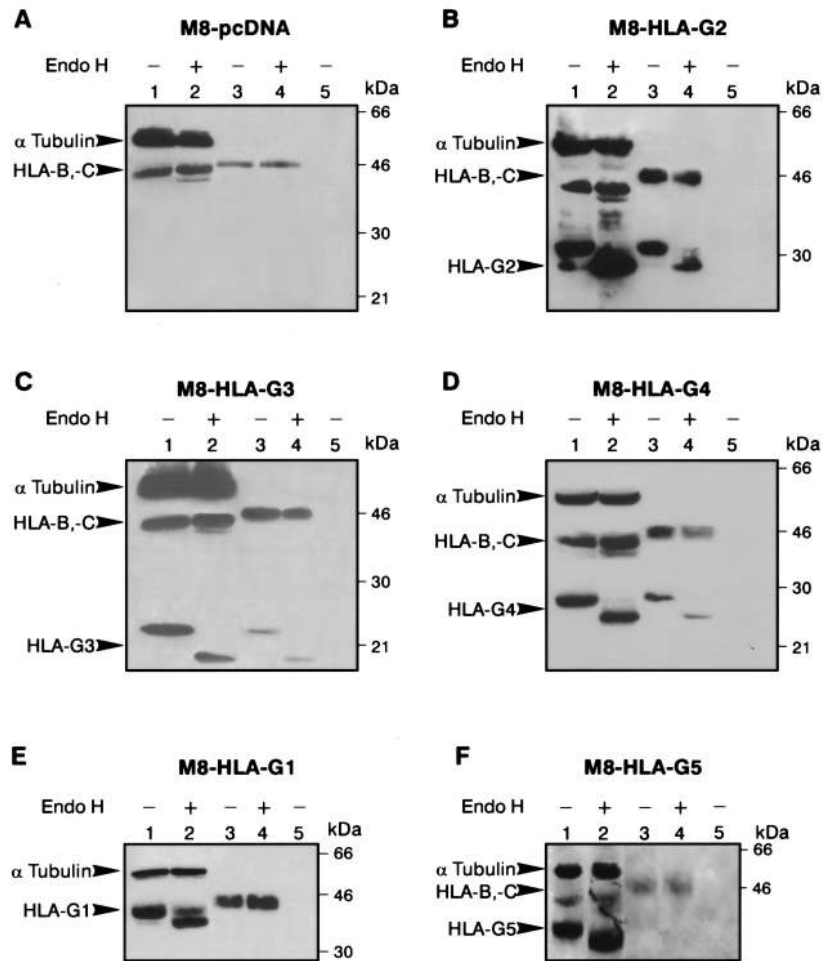 A
M8-pcDNA
Endo H − + − + −
1 2 3 4 5 kDa
66
α Tubulin
HLA-B,-C
46
30
21
B
M8-HLA-G2
Endo H − + − + −
1 2 3 4 5 kDa
66
α Tubulin
HLA-B,-C
46
30
HLA-G2
21
C
M8-HLA-G3
Endo H − + − + −
1 2 3 4 5 kDa
α Tubulin
46
HLA-B,-C
30
HLA-G3
21
D
M8-HLA-G4
Endo H − + − + −
1 2 3 4 5 kDa
66
α Tubulin
46
HLA-B,-C
30
HLA-G4
21
E
M8-HLA-G1
Endo H − + − + −
1 2 3 4 5 kDa
66
α Tubulin
46
HLA-G1
30
F
M8-HLA-G5
Endo H − + − + −
1 2 3 4 5 kDa
66
α Tubulin
HLA-B,-C
46
HLA-G5